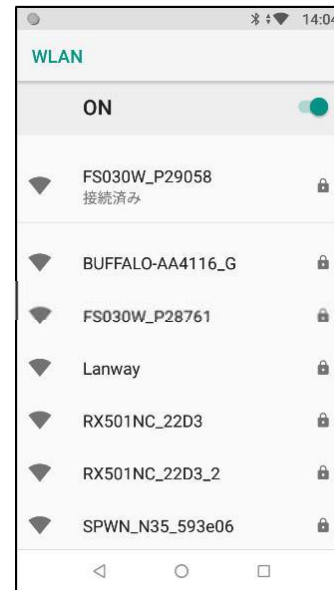 14:04
WLAN
ON
FS030W_P29058
接続済み
BUFFALO-AA4116_G
FS030W_P28761
Lanway
RX501NC_22D3
RX501NC_22D3_2
SPWN_N35_593e06